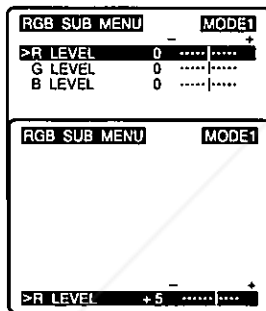 RGB SUB MENU MODE1
- +
>R LEVEL 0 -----|-----
G LEVEL 0 -----|-----
B LEVEL 0 -----|-----
RGB SUB MENU MODE1
- +
>R LEVEL +5 ------|----